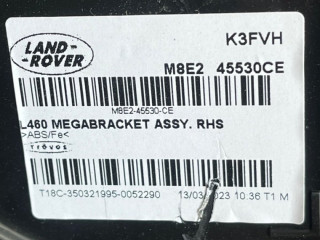 LAND-
ROVER
K3FVH
M8E2 45530CE
M8E2-45530-CE
L460 MEGABRACKET ASSY. RHS
>ABS/Fe<
T18C-350321995-0052290
13/03/2023 10:36 T1 M